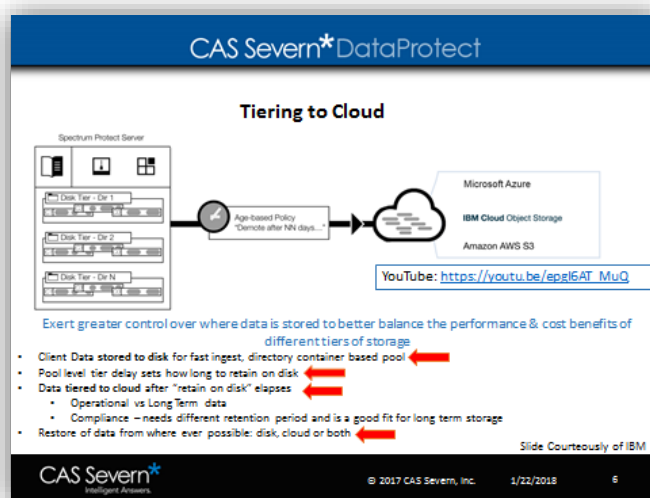 CAS Severn* DataProtect
Tiering to Cloud
Spectrum Protect Server
Disk Tier - Dir 1
Disk Tier - Dir 2
Disk Tier - Dir N
Age-based Policy
"Demote after NN days...."
Microsoft Azure
IBM Cloud Object Storage
Amazon AWS S3
YouTube: https://youtu.be/epgI6AT_MuQ
Exert greater control over where data is stored to better balance the performance & cost benefits of
different tiers of storage
• Client Data stored to disk for fast ingest, directory container based pool
• Pool level tier delay sets how long to retain on disk
• Data tiered to cloud after "retain on disk" elapses
• Operational vs Long Term data
• Compliance – needs different retention period and is a good fit for long term storage
• Restore of data from where ever possible: disk, cloud or both
Slide Courteously of IBM
CAS Severn*
Intelligent Answers.
© 2017 CAS Severn, Inc.
1/22/2018
6